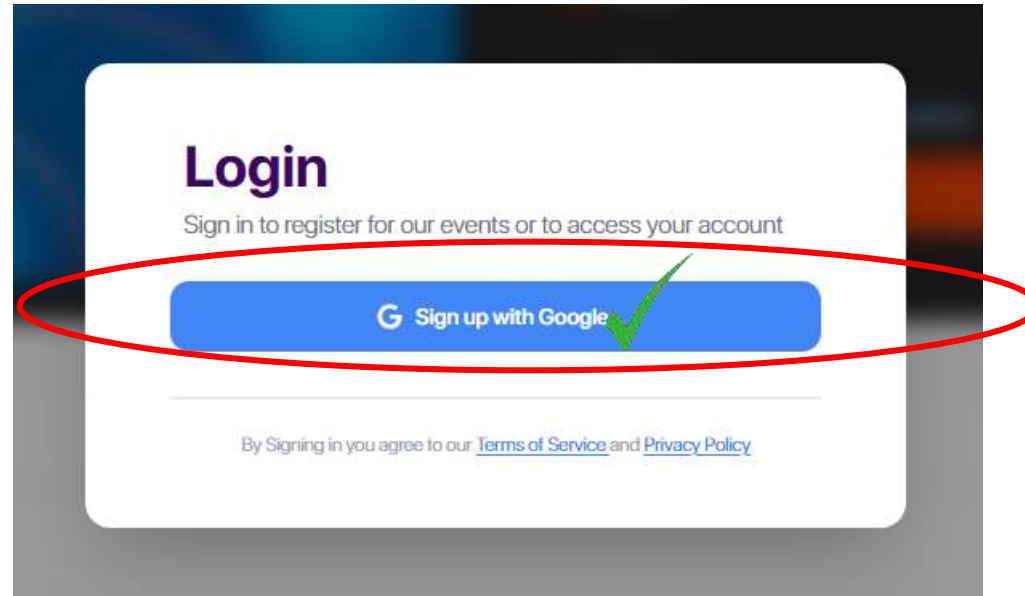 Login
Sign in to register for our events or to access your account
G Sign up with Google
By Signing in you agree to our Terms of Service and Privacy Policy